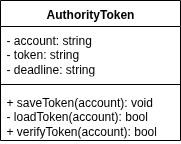 AuthorityToken
- account: string
- token: string
- deadline: string
+ saveToken(account): void
- loadToken(account): bool
+ verifyToken(account): bool